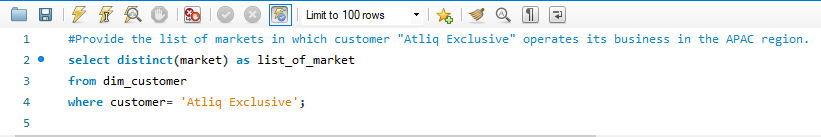 Limit to 100 rows
1 #Provide the list of markets in which customer "Atliq Exclusive" operates its business in the APAC region.
2 select distinct(market) as list_of_market
3 from dim_customer
4 where customer= 'Atliq Exclusive';
5